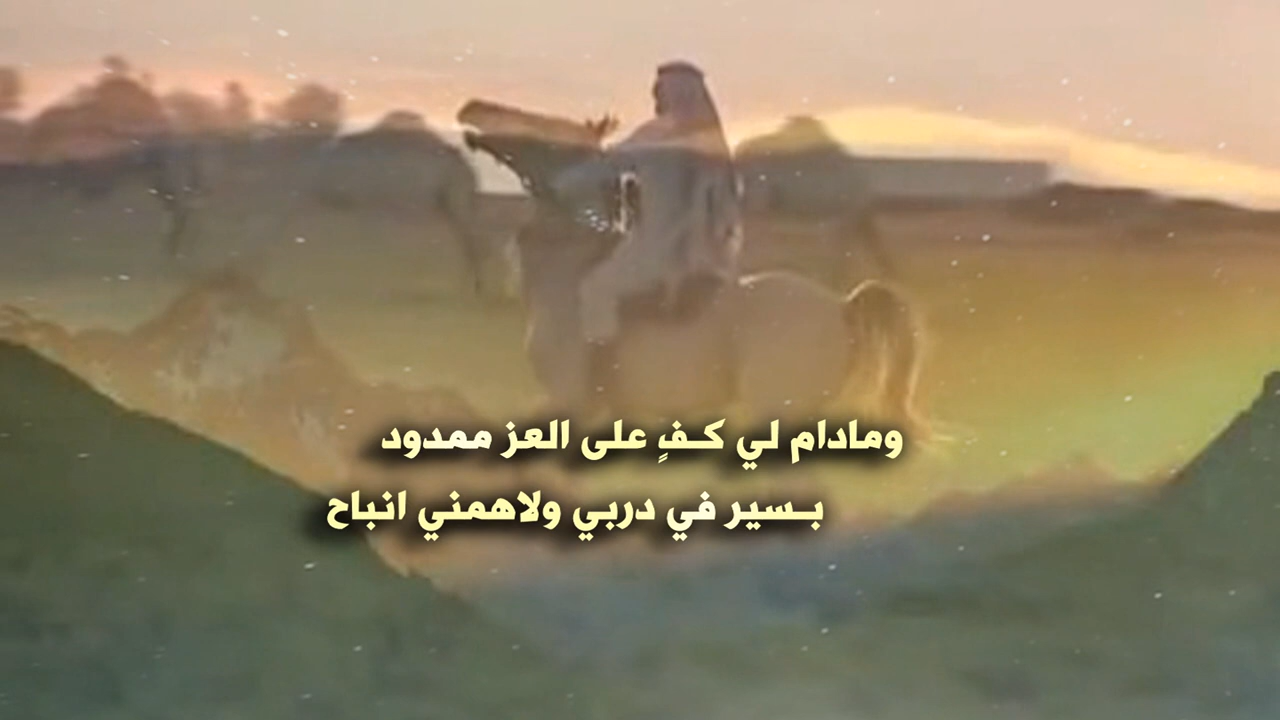 ومادام لي كـفٍ على العز ممدود
بـسير في دربي ولاهمني انباح